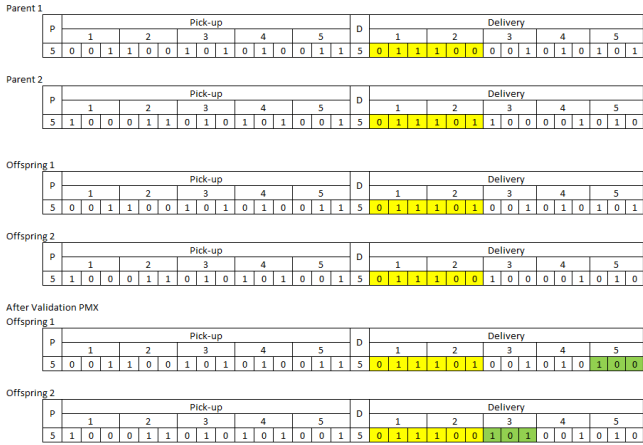 Parent 1
P Pick-up D Delivery
1 2 3 4 5 1 2 3 4 5
5 0 0 1 1 0 0 1 0 1 0 1 0 0 1 1 5 0 1 1 1 0 0 0 0 1 0 1 0 1 0 1
Parent 2
P Pick-up D Delivery
1 2 3 4 5 1 2 3 4 5
5 1 0 0 0 1 1 0 1 0 1 0 1 0 0 1 5 0 1 1 1 0 1 1 0 0 0 0 1 0 1 0
Offspring 1
P Pick-up D Delivery
1 2 3 4 5 1 2 3 4 5
5 0 0 1 1 0 0 1 0 1 0 1 0 0 1 1 5 0 1 1 1 0 1 0 0 1 0 1 0 1 0 1
Offspring 2
P Pick-up D Delivery
1 2 3 4 5 1 2 3 4 5
5 1 0 0 0 1 1 0 1 0 1 0 1 0 0 1 5 0 1 1 1 0 0 1 0 0 0 0 1 0 1 0
After Validation PMX
Offspring 1
P Pick-up D Delivery
1 2 3 4 5 1 2 3 4 5
5 0 0 1 1 0 0 1 0 1 0 1 0 0 1 1 5 0 1 1 1 0 1 0 0 1 0 1 0 1 0 0
Offspring 2
P Pick-up D Delivery
1 2 3 4 5 1 2 3 4 5
5 1 0 0 0 1 1 0 1 0 1 0 1 0 0 1 5 0 1 1 1 0 0 1 0 1 0 0 1 0 1 0